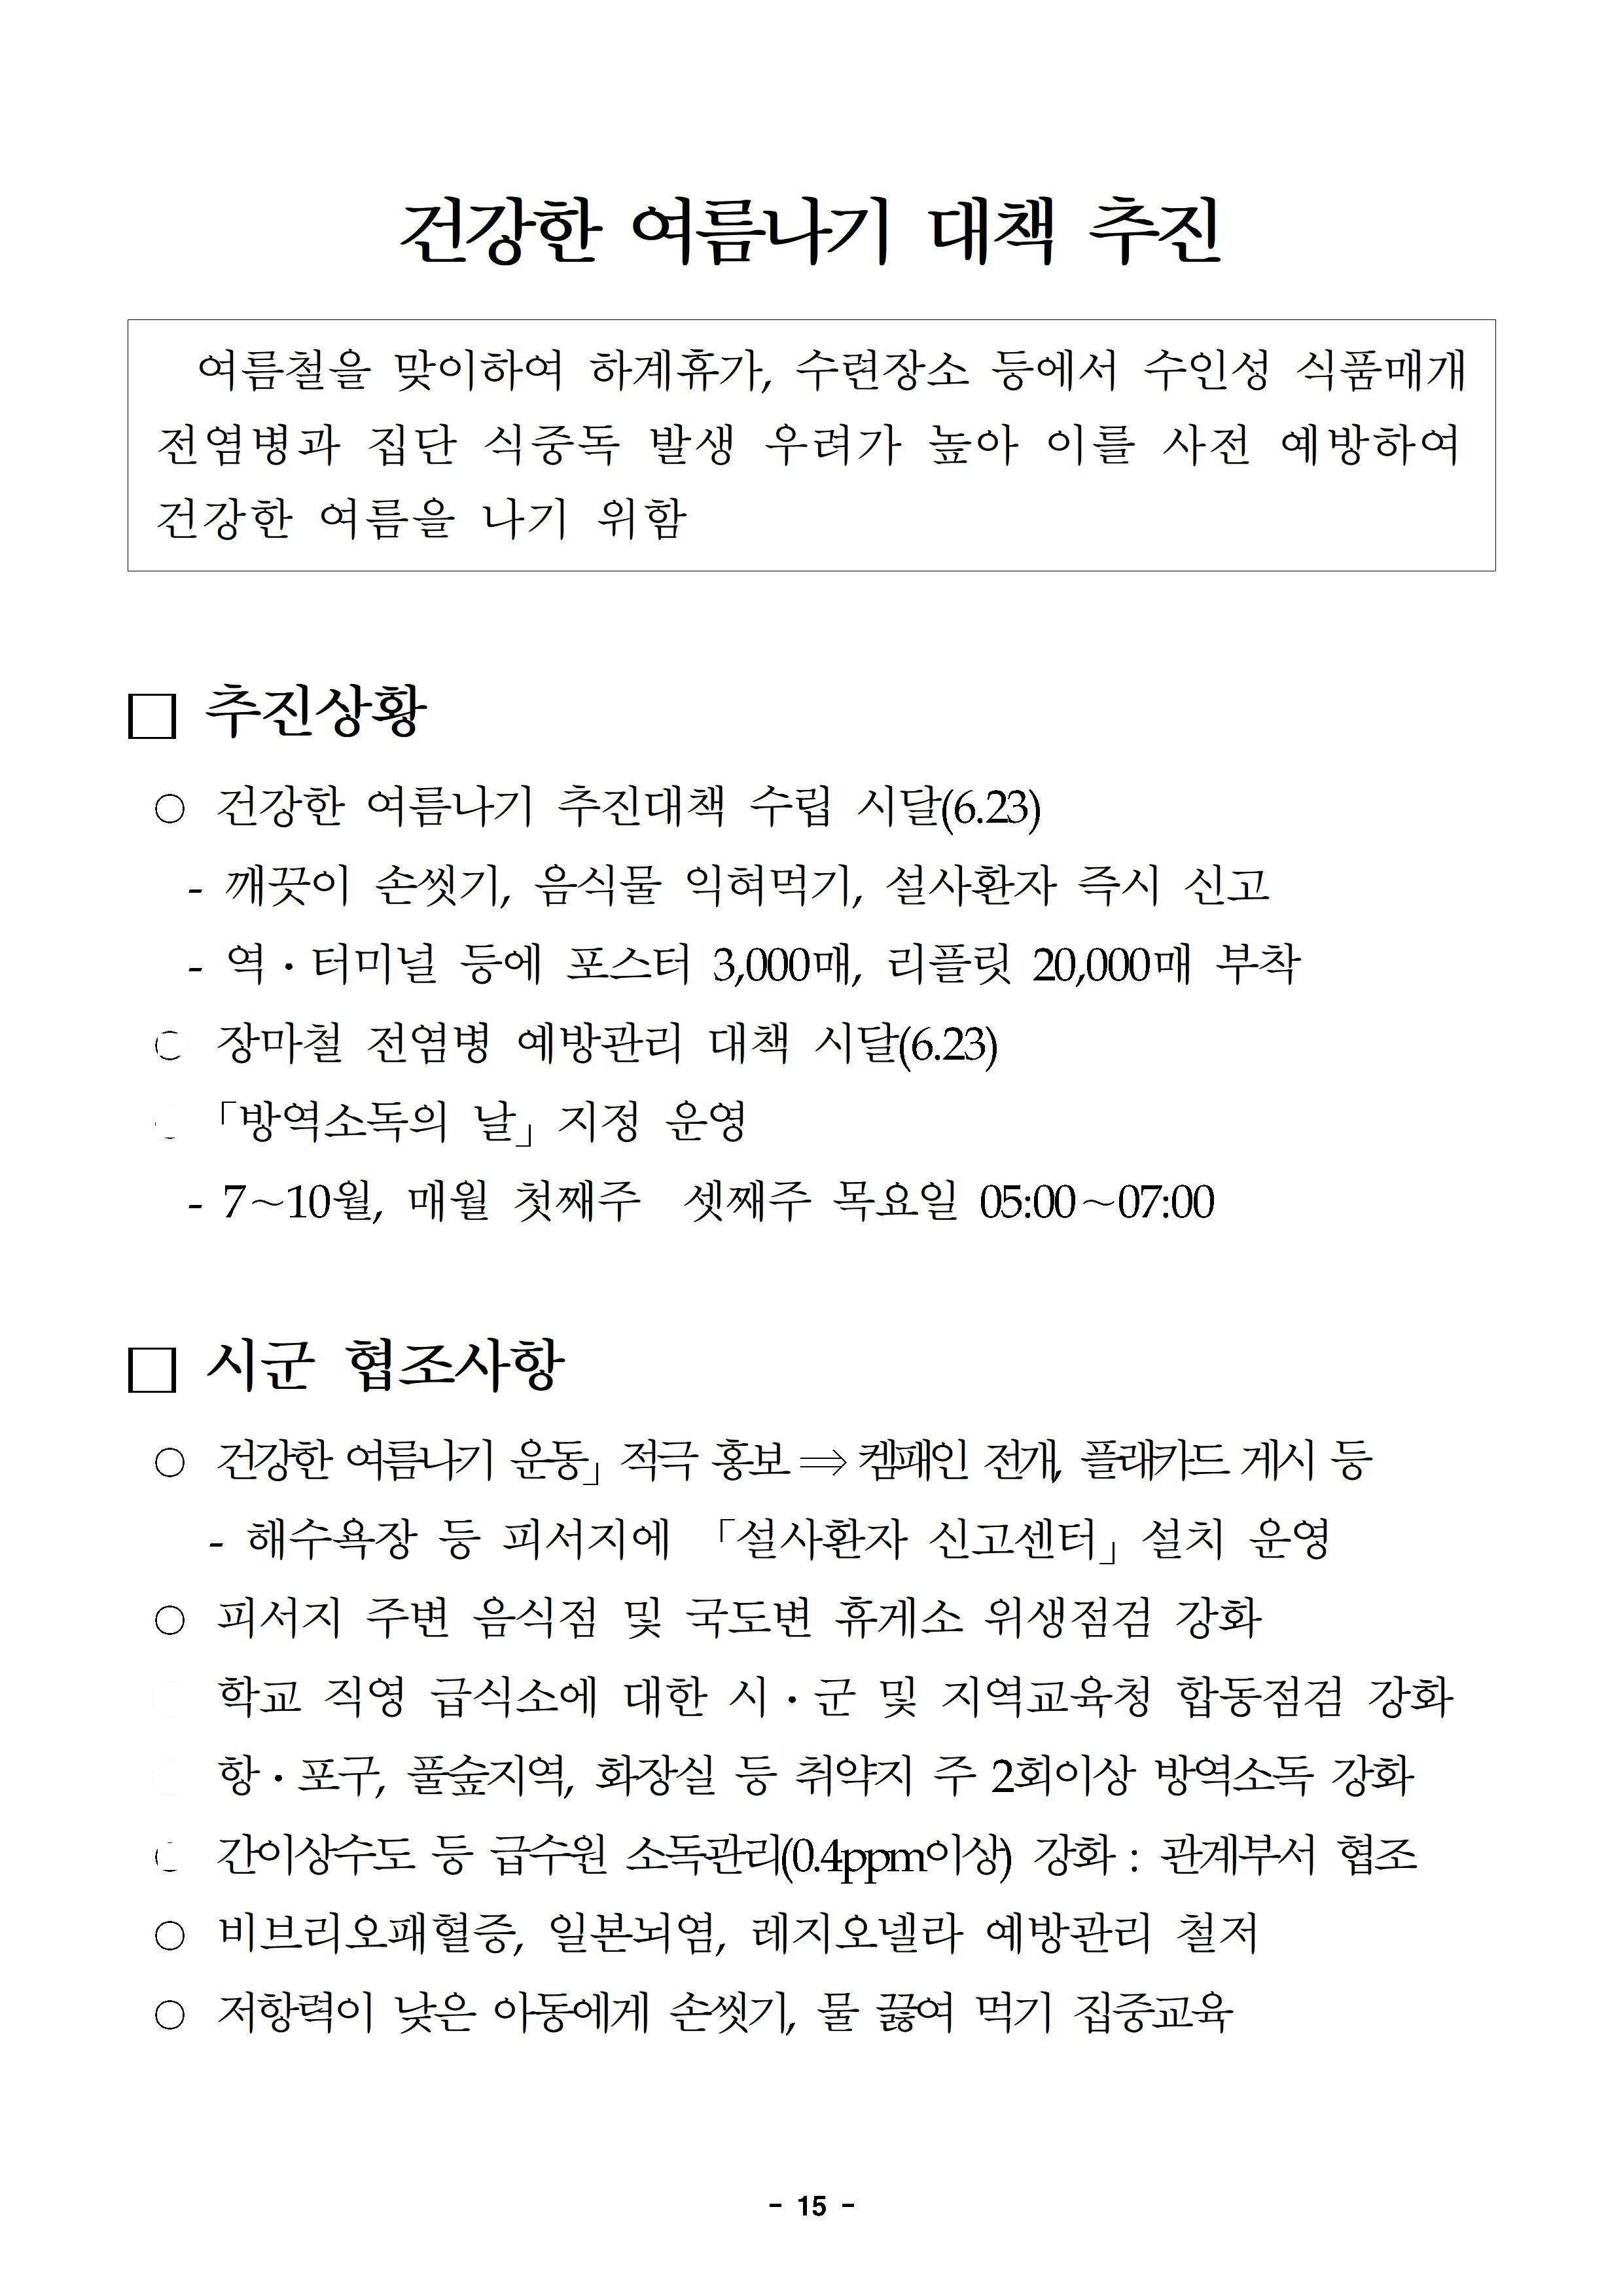 건강한 여름나기 대책 추진
여름철을 맞이하여 하계휴가, 수련장소 등에서 수인성 식품매개
전염병과 집단 식중독 발생 우려가 높아 이를 사전 예방하여
건강한 여름을 나기 위함
□ 추진상황
○ 건강한 여름나기 추진대책 수립 시달(6.23)
- 깨끗이 손씻기, 음식물 익혀먹기, 설사환자 즉시 신고
- 역·터미널 등에 포스터 3,000매, 리플릿 20,000매 부착
○ 장마철 전염병 예방관리 대책 시달(6.23)
○ 「방역소독의 날」지정 운영
- 7~10월, 매월 첫째주 셋째주 목요일 05:00~07:00
□ 시군 협조사항
○ 건강한 여름나기 운동」적극 홍보 ⇒ 켐패인 전개, 플래카드 게시 등
- 해수욕장 등 피서지에 「설사환자 신고센터」설치 운영
○ 피서지 주변 음식점 및 국도변 휴게소 위생점검 강화
학교 직영 급식소에 대한 시·군 및 지역교육청 합동점검 강화
항·포구, 풀숲지역, 화장실 등 취약지 주 2회이상 방역소독 강화
○ 간이상수도 등 급수원 소독관리(0.4ppm이상) 강화 : 관계부서 협조
○ 비브리오패혈증, 일본뇌염, 레지오넬라 예방관리 철저
○ 저항력이 낮은 아동에게 손씻기, 물 끓여 먹기 집중교육
- 15 -